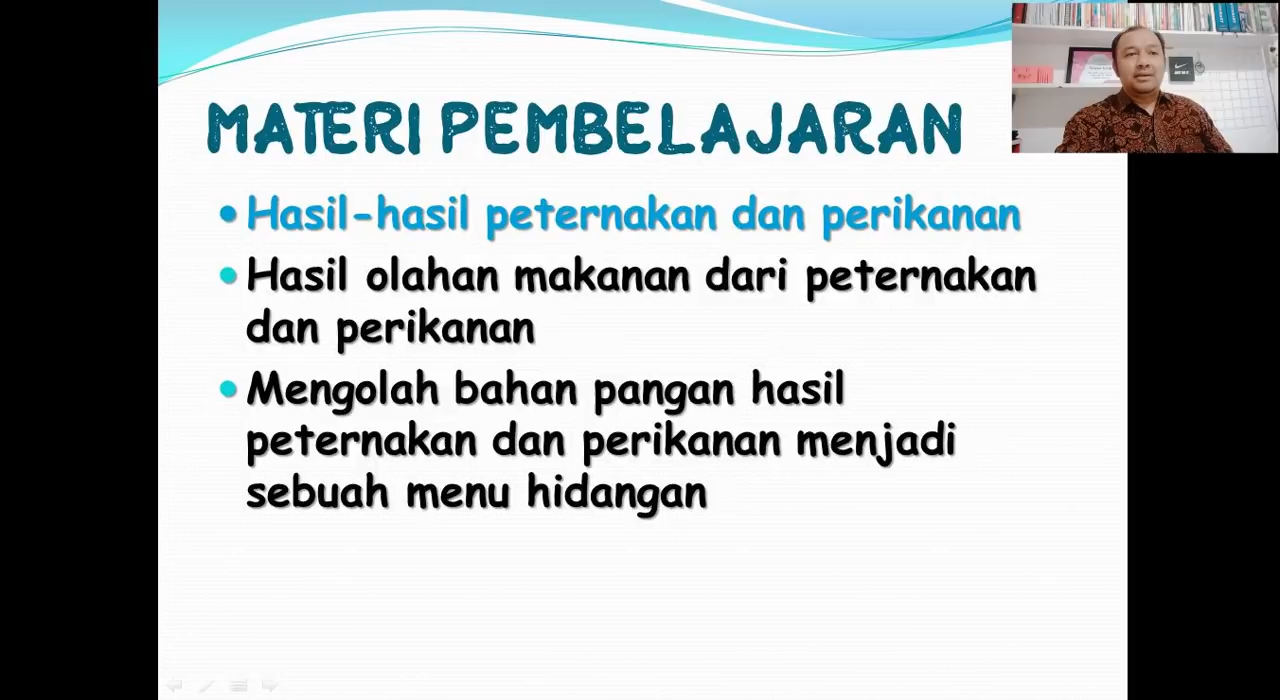 MATERI PEMBELAJARAN
• Hasil-hasil peternakan dan perikanan
• Hasil olahan makanan dari peternakan
dan perikanan
• Mengolah bahan pangan hasil
peternakan dan perikanan menjadi
sebuah menu hidangan